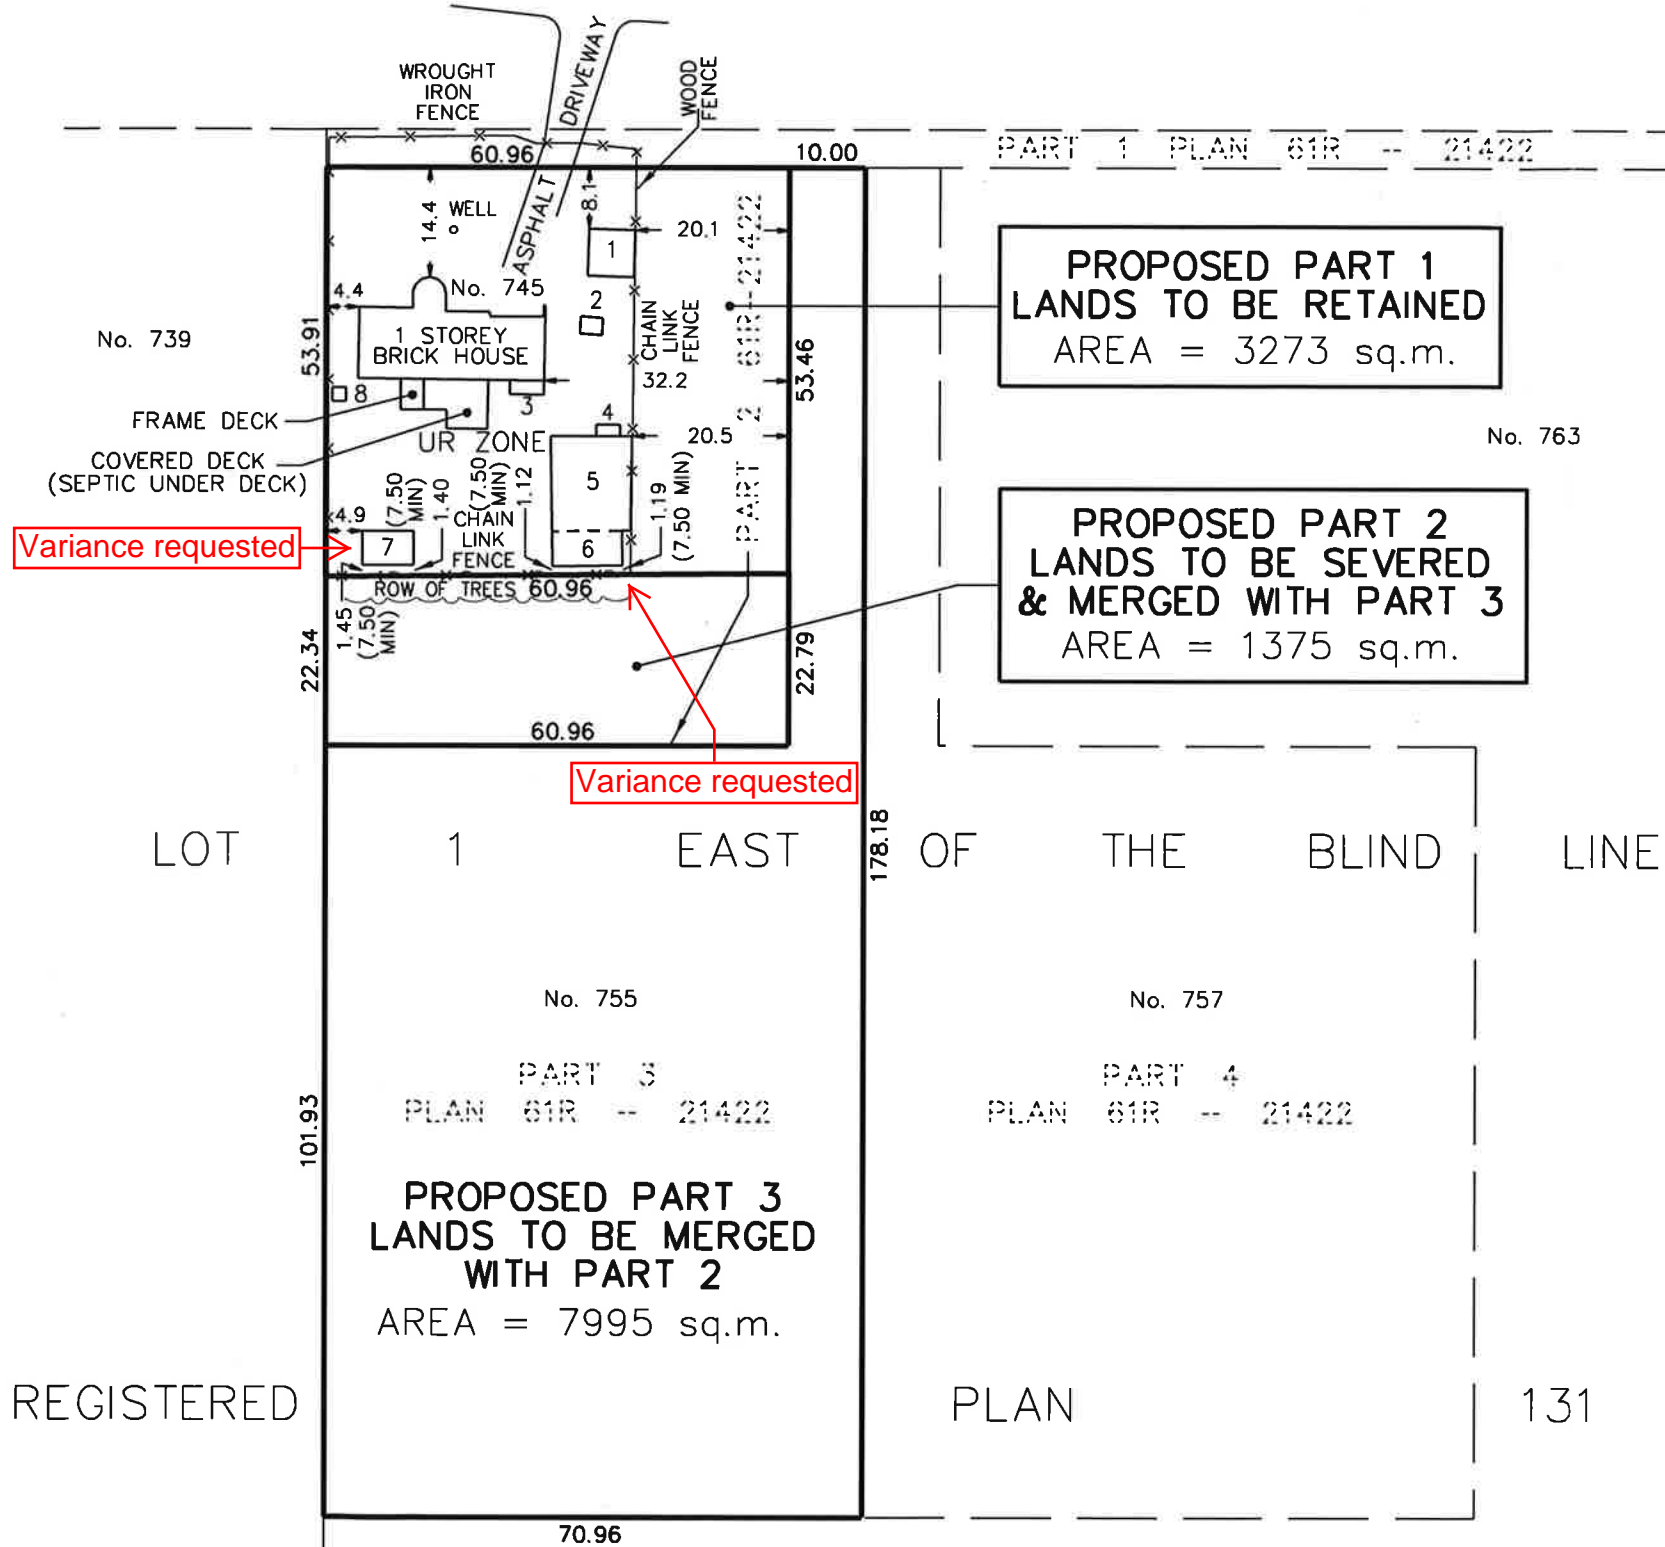 WROUGHT
IRON
FENCE
ASPHALT DRIVEWAY
WOOD
FENCE
60.96
10.00
PART 1 PLAN 61R -- 21422
14.4
WELL
8.1
20.1
1
PART 2 61R-21422
PROPOSED PART 1
LANDS TO BE RETAINED
AREA = 3273 sq.m.
4.4
No. 745
2
CHAIN
LINK
FENCE
No. 739
53.91
1 STOREY
BRICK HOUSE
32.2
53.46
8
3
FRAME DECK
4
UR ZONE
20.5
No. 763
COVERED DECK
(SEPTIC UNDER DECK)
(7.50
MIN)
1.40
(7.50
MIN)
1.12
5
1.19
(7.50 MIN)
4.9
CHAIN
LINK
FENCE
7
6
Variance requested
PROPOSED PART 2
LANDS TO BE SEVERED
& MERGED WITH PART 3
AREA = 1375 sq.m.
ROW OF TREES
60.96
1.45
(7.50
MIN)
22.34
22.79
60.96
Variance requested
178.18
LOT 1 EAST OF THE BLIND LINE
No. 755
No. 757
PART 3
PLAN 61R -- 21422
PART 4
PLAN 61R -- 21422
101.93
PROPOSED PART 3
LANDS TO BE MERGED
WITH PART 2
AREA = 7995 sq.m.
REGISTERED PLAN 131
70.96